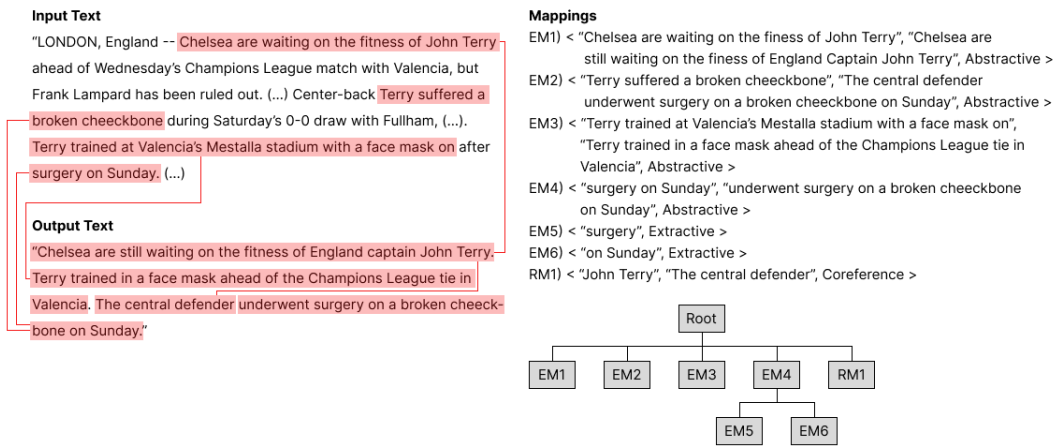 Input Text
“LONDON, England -- Chelsea are waiting on the fitness of John Terry
ahead of Wednesday’s Champions League match with Valencia, but
Frank Lampard has been ruled out. (...) Center-back Terry suffered a
broken cheeckbone during Saturday’s 0-0 draw with Fullham, (...).
Terry trained at Valencia’s Mestalla stadium with a face mask on after
surgery on Sunday. (...)
Output Text
“Chelsea are still waiting on the fitness of England captain John Terry.
Terry trained in a face mask ahead of the Champions League tie in
Valencia. The central defender underwent surgery on a broken cheeck-
bone on Sunday.”
Mappings
EM1) < “Chelsea are waiting on the finess of John Terry”, “Chelsea are
still waiting on the finess of England Captain John Terry”, Abstractive >
EM2) < “Terry suffered a broken cheeckbone”, “The central defender
underwent surgery on a broken cheeckbone on Sunday”, Abstractive >
EM3) < “Terry trained at Valencia’s Mestalla stadium with a face mask on”,
“Terry trained in a face mask ahead of the Champions League tie in
Valencia”, Abstractive >
EM4) < “surgery on Sunday”, “underwent surgery on a broken cheeckbone
on Sunday”, Abstractive >
EM5) < “surgery”, Extractive >
EM6) < “on Sunday”, Extractive >
RM1) < “John Terry”, “The central defender”, Coreference >
Root
EM1 EM2 EM3 EM4 RM1
EM5 EM6